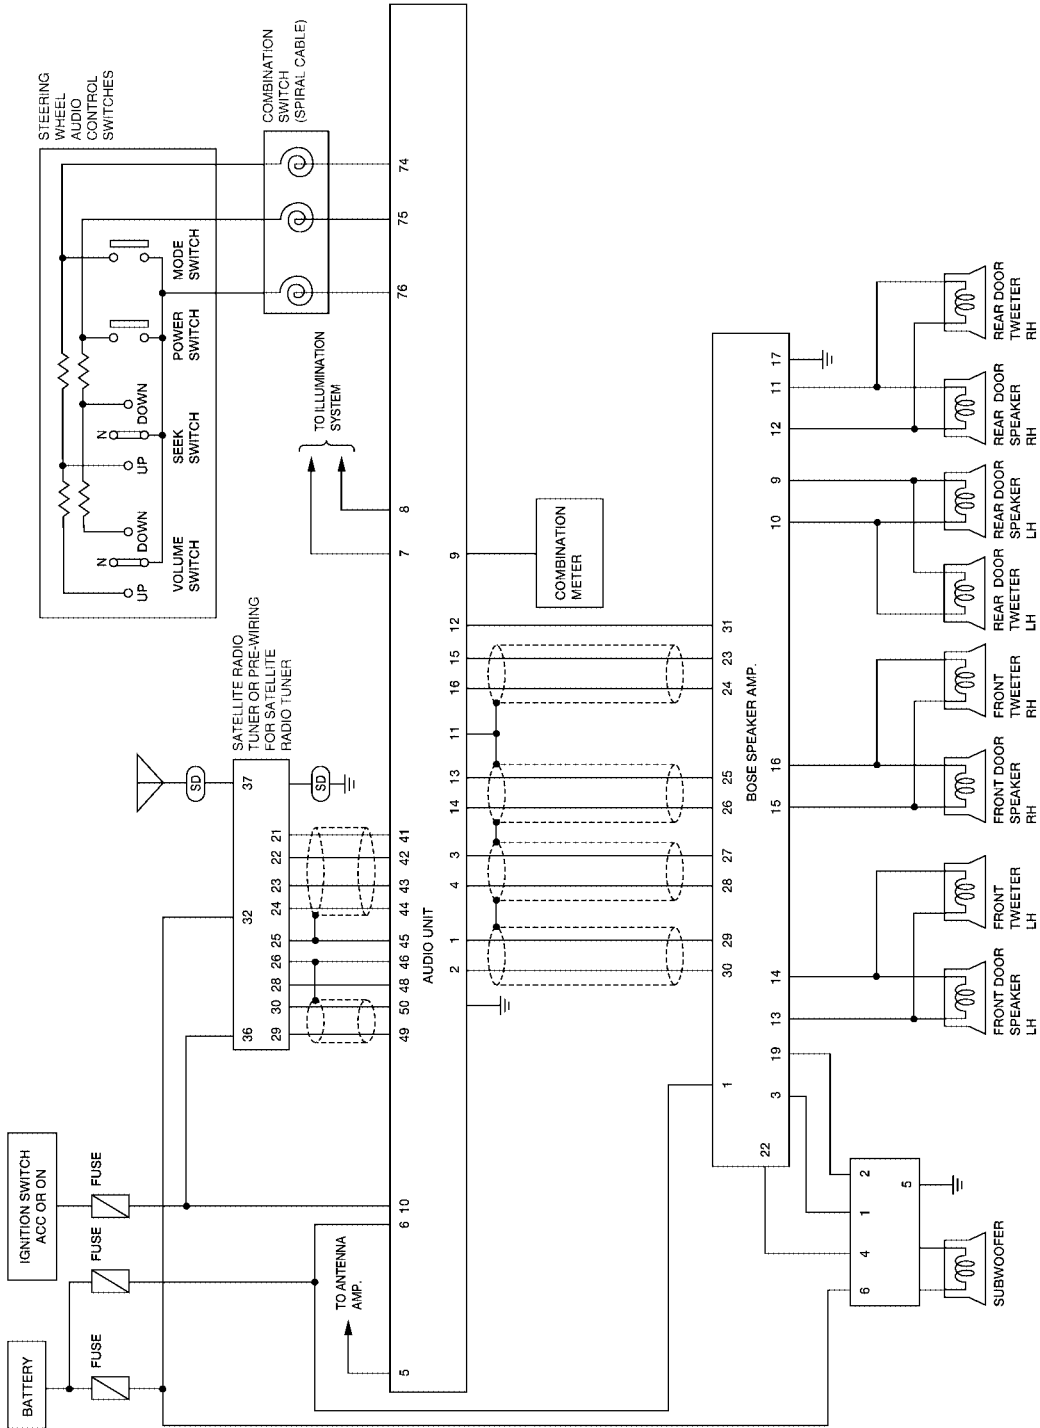 BATTERY
FUSE
FUSE
IGNITION SWITCH
ACC OR ON
FUSE
STEERING
WHEEL
AUDIO
CONTROL
SWITCHES
UP
N
DOWN
VOLUME
SWITCH
UP
N
DOWN
SEEK
SWITCH
POWER
SWITCH
MODE
SWITCH
COMBINATION
SWITCH
(SPIRAL CABLE)
SATELLITE RADIO
TUNER OR PRE-WIRING
FOR SATELLITE
RADIO TUNER
36
32
37
SD
SD
29
30
28
26
25
24
23
22
21
TO ANTENNA
AMP.
TO ILLUMINATION
SYSTEM
5
6
10
49
50
48
46
45
44
43
42
41
7
8
76
75
74
AUDIO UNIT
2
1
4
3
14
13
11
16
15
12
9
COMBINATION
METER
1
30
29
28
27
26
25
24
23
31
BOSE SPEAKER AMP.
22
3
19
13
14
15
16
10
9
12
11
17
6
4
1
2
5
SUBWOOFER
FRONT DOOR
SPEAKER
LH
FRONT
TWEETER
LH
FRONT DOOR
SPEAKER
RH
FRONT
TWEETER
RH
REAR DOOR
TWEETER
LH
REAR DOOR
SPEAKER
LH
REAR DOOR
SPEAKER
RH
REAR DOOR
TWEETER
RH